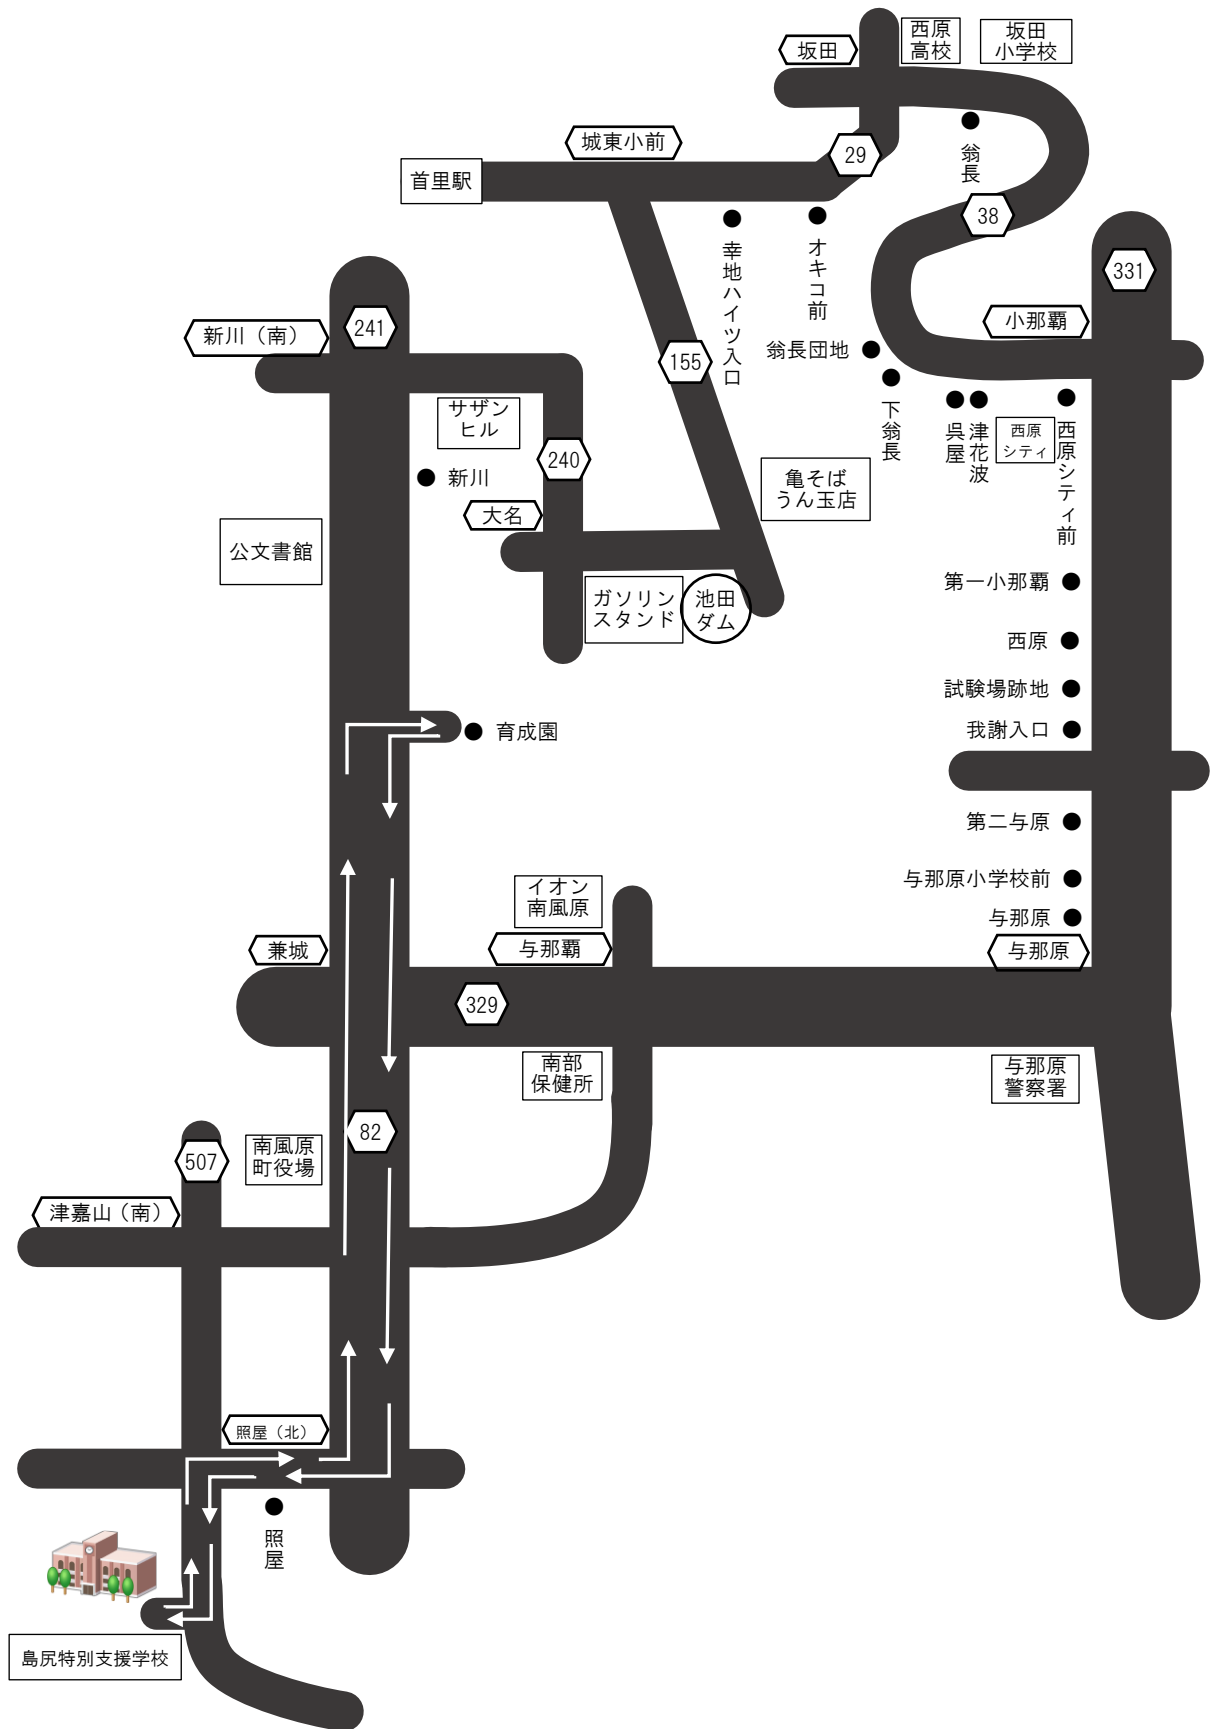 西原
高校
坂田
小学校
坂田
城東小前
29
翁長
首里駅
38
幸地ハイツ入口
オキコ前
331
小那覇
新川（南）
241
155
翁長団地
下翁長
呉屋
津花波
西原
シティ
西原シティ前
サザン
ヒル
240
新川
亀そば
うん玉店
大名
公文書館
第一小那覇
ガソリン
スタンド
池田
ダム
西原
試験場跡地
育成園
我謝入口
第二与原
イオン
南風原
与那原小学校前
与那原
兼城
与那覇
与那原
329
南部
保健所
与那原
警察署
82
南風原
町役場
507
津嘉山（南）
照屋（北）
照屋
島尻特別支援学校